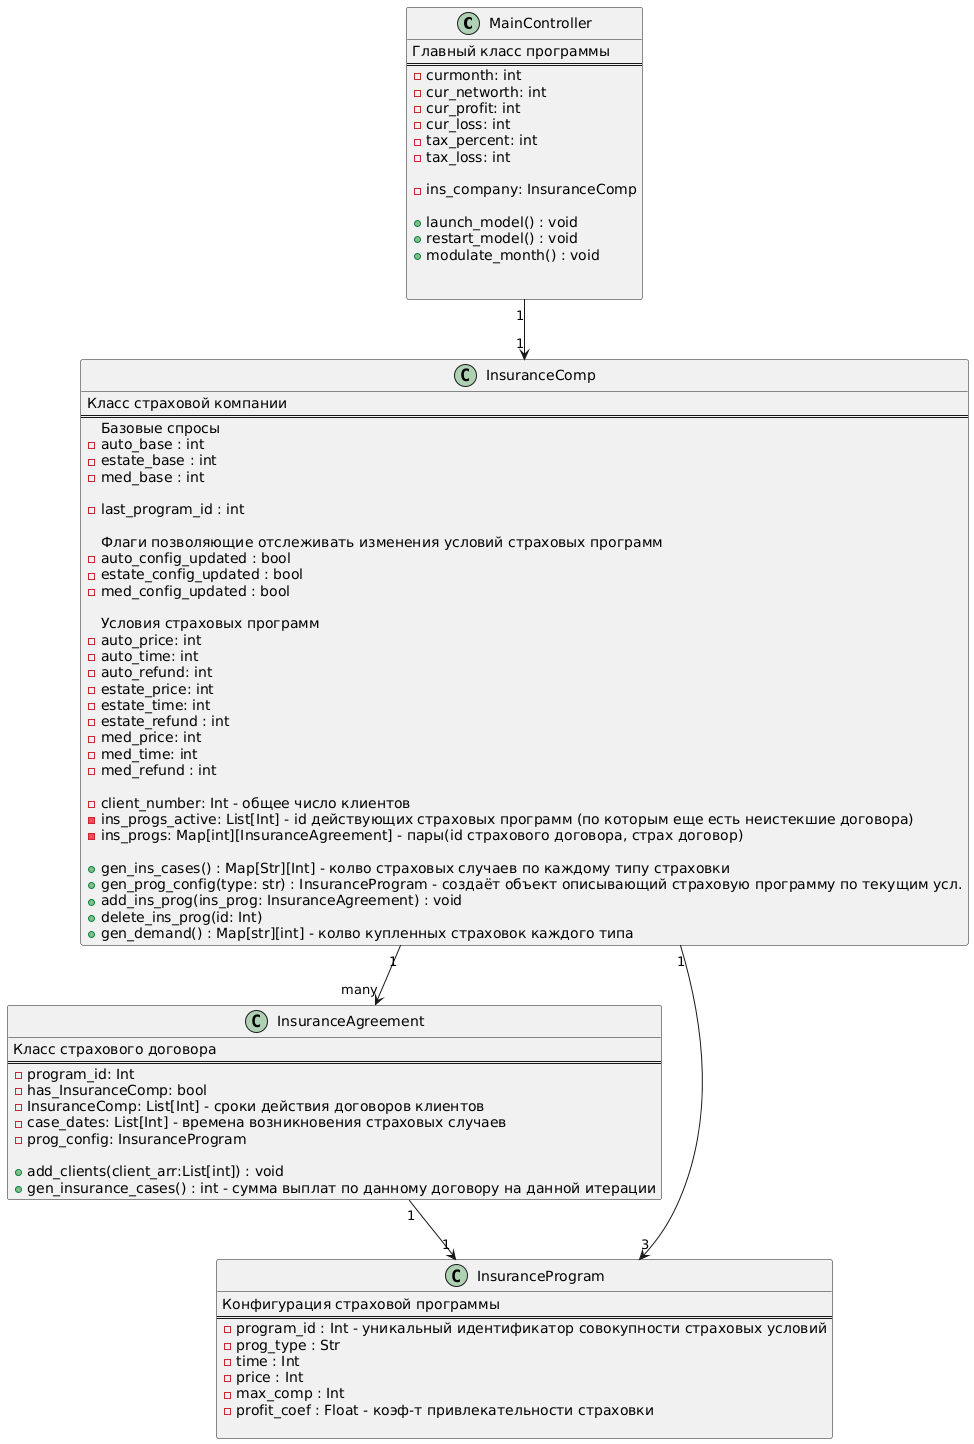 C MainController
Главный класс программы
curmonth: int
cur_networth: int
cur_profit: int
cur_loss: int
tax_percent: int
tax_loss: int
ins_company: InsuranceComp
launch_model() : void
restart_model() : void
modulate_month() : void
1
1
C InsuranceComp
Класс страховой компании
Базовые спросы
auto_base : int
estate_base : int
med_base : int
last_program_id : int
Флаги позволяющие отслеживать изменения условий страховых программ
auto_config_updated : bool
estate_config_updated : bool
med_config_updated : bool
Условия страховых программ
auto_price: int
auto_time: int
auto_refund: int
estate_price: int
estate_time: int
estate_refund : int
med_price: int
med_time: int
med_refund : int
client_number: Int - общее число клиентов
ins_progs_active: List[Int] - id действующих страховых программ (по которым еще есть неистекшие договора)
ins_progs: Map[int][InsuranceAgreement] - пары(id страхового договора, страх договор)
gen_ins_cases() : Map[Str][Int] - колво страховых случаев по каждому типу страховки
gen_prog_config(type: str) : InsuranceProgram - создаёт объект описывающий страховую программу по текущим усл.
add_ins_prog(ins_prog: InsuranceAgreement) : void
delete_ins_prog(id: Int)
gen_demand() : Map[str][int] - колво купленных страховок каждого типа
1
1
many
C InsuranceAgreement
Класс страхового договора
program_id: Int
has_InsuranceComp: bool
InsuranceComp: List[Int] - сроки действия договоров клиентов
case_dates: List[Int] - времена возникновения страховых случаев
prog_config: InsuranceProgram
add_clients(client_arr:List[int]) : void
gen_insurance_cases() : int - сумма выплат по данному договору на данной итерации
1
1
3
C InsuranceProgram
Конфигурация страховой программы
program_id : Int - уникальный идентификатор совокупности страховых условий
prog_type : Str
time : Int
price : Int
max_comp : Int
profit_coef : Float - коэф-т привлекательности страховки